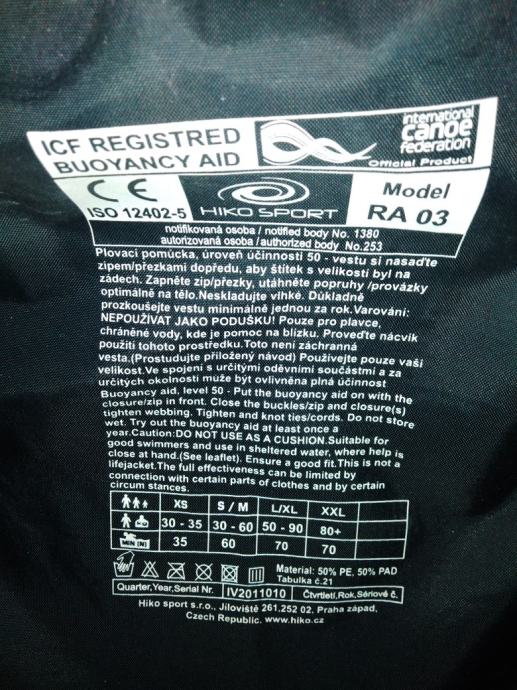 ICF REGISTRED
BUOYANCY AID
international
canoe
federation
Official Product
CE
ISO 12402-5
HIKO SPORT
Model
RA 03
notifikovaná osoba / notified body No. 1380
autorizovaná osoba / authorized body No.253
Plovací pomůcka, úroveň účinnosti 50 - vestu si nasaďte
zipem/přezkami dopředu, aby štítek s velikostí byl na
zádech. Zapněte zip/přezky, utáhněte popruhy /provázky
optimálně na tělo.Neskladujte vlhké. Důkladně
prozkoušejte vestu minimálně jednou za rok.Varování:
NEPOUŽÍVAT JAKO PODUŠKU! Pouze pro plavce,
chráněné vody, kde je pomoc na blízku. Proveďte nácvik
použití tohoto prostředku.Toto není záchranná
vesta.(Prostudujte přiložený návod) Používejte pouze vaši
velikost.Ve spojení s určitými oděvními součástmi a za
určitých okolností může být ovlivněna plná účinnost
Buoyancy aid, level 50 - Put the buoyancy aid on with the
closure/zip in front. Close the buckles/zip and closure(s)
tighten webbing. Tighten and knot ties/cords. Do not store
wet. Try out the buoyancy aid at least once a
year.Caution:DO NOT USE AS A CUSHION.Suitable for
good swimmers and use in sheltered water, where help is
close at hand.(See leaflet). Ensure a good fit.This is not a
lifejacket.The full effectiveness can be limited by
connection with certain parts of clothes and by certain
circum stances.
XS S / M L/XL XXL
30 - 35 30 - 60 50 - 90 80+
MIN [N] 35 60 70 70
Material: 50% PE, 50% PAD
Tabulka č.21
Quarter,Year,Serial Nr. IV2011010 Čtvrtletí,Rok,Sériové č.
Hiko sport s.r.o., Jíloviště 261,252 02, Praha západ,
Czech Republic. www.hiko.cz